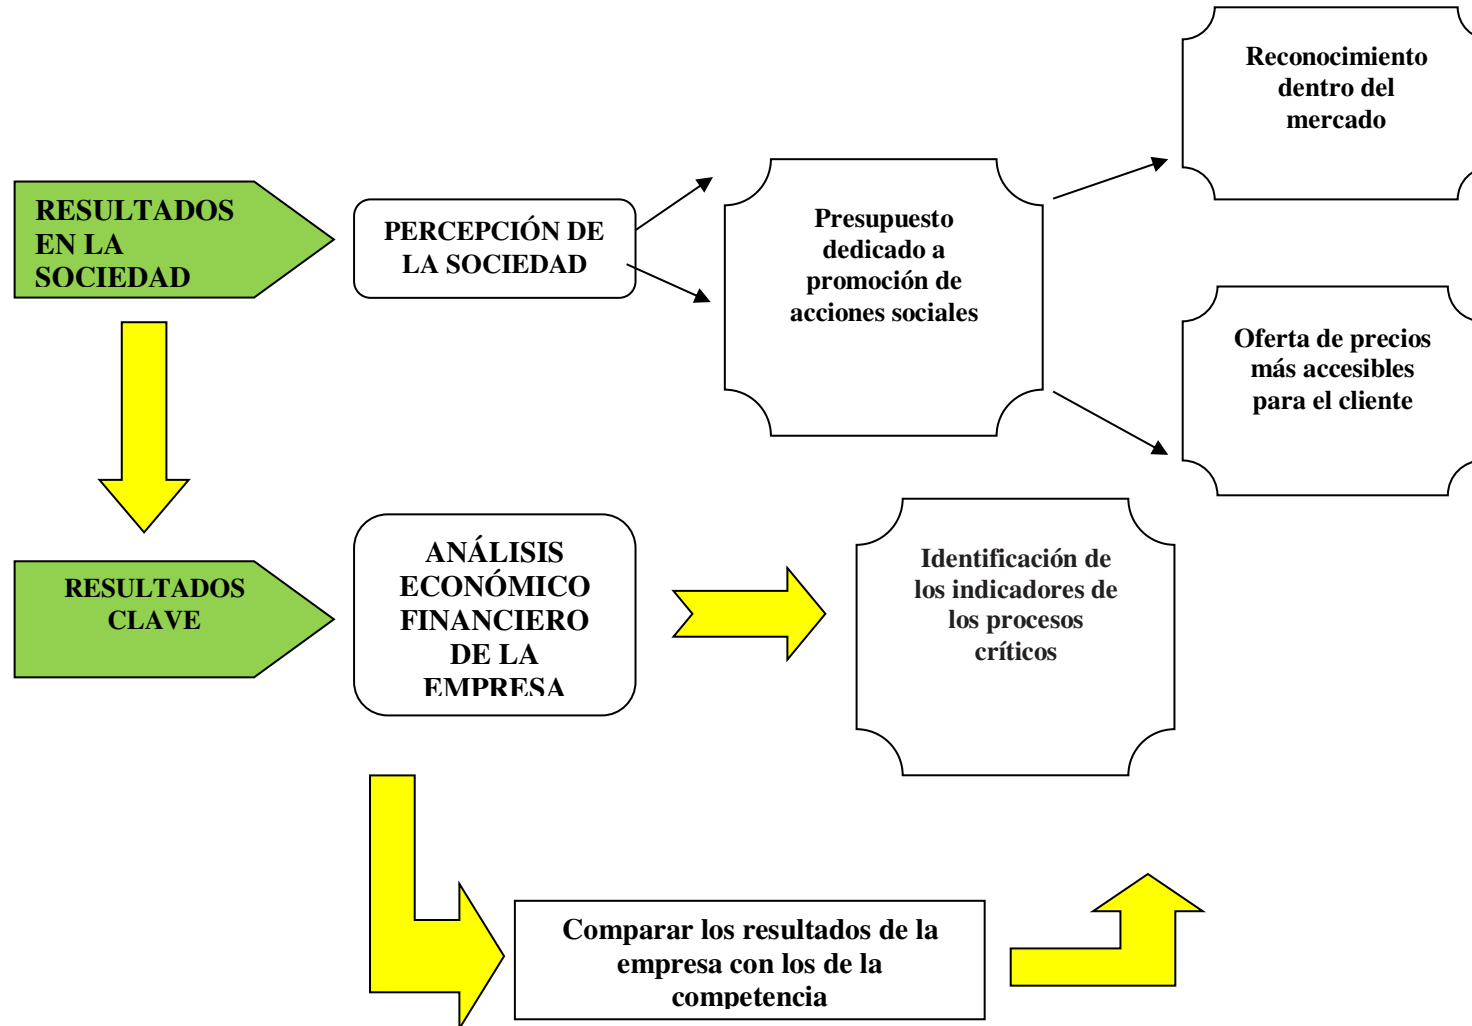 Reconocimiento
dentro del
mercado
RESULTADOS
EN LA
SOCIEDAD
PERCEPCIÓN DE
LA SOCIEDAD
Presupuesto
dedicado a
promoción de
acciones sociales
Oferta de precios
más accesibles
para el cliente
RESULTADOS
CLAVE
ANÁLISIS
ECONÓMICO
FINANCIERO
DE LA
EMPRESA
Identificación de
los indicadores de
los procesos
críticos
Comparar los resultados de la
empresa con los de la
competencia